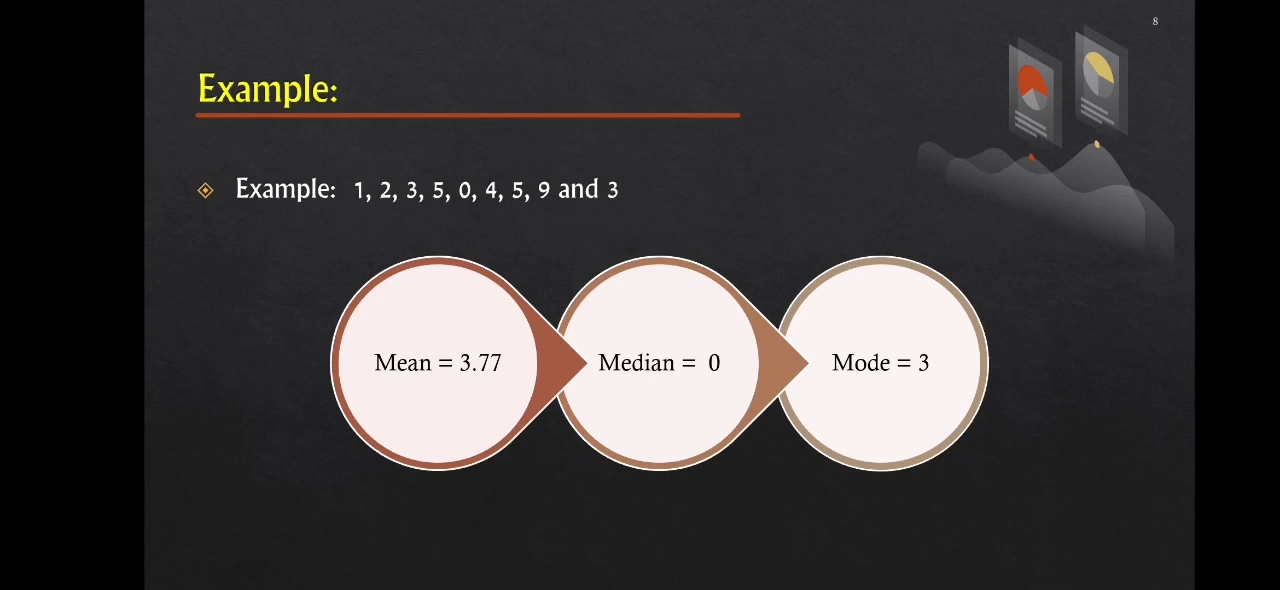 8
Example:
Example: 1, 2, 3, 5, 0, 4, 5, 9 and 3
Mean = 3.77
Median = 0
Mode = 3